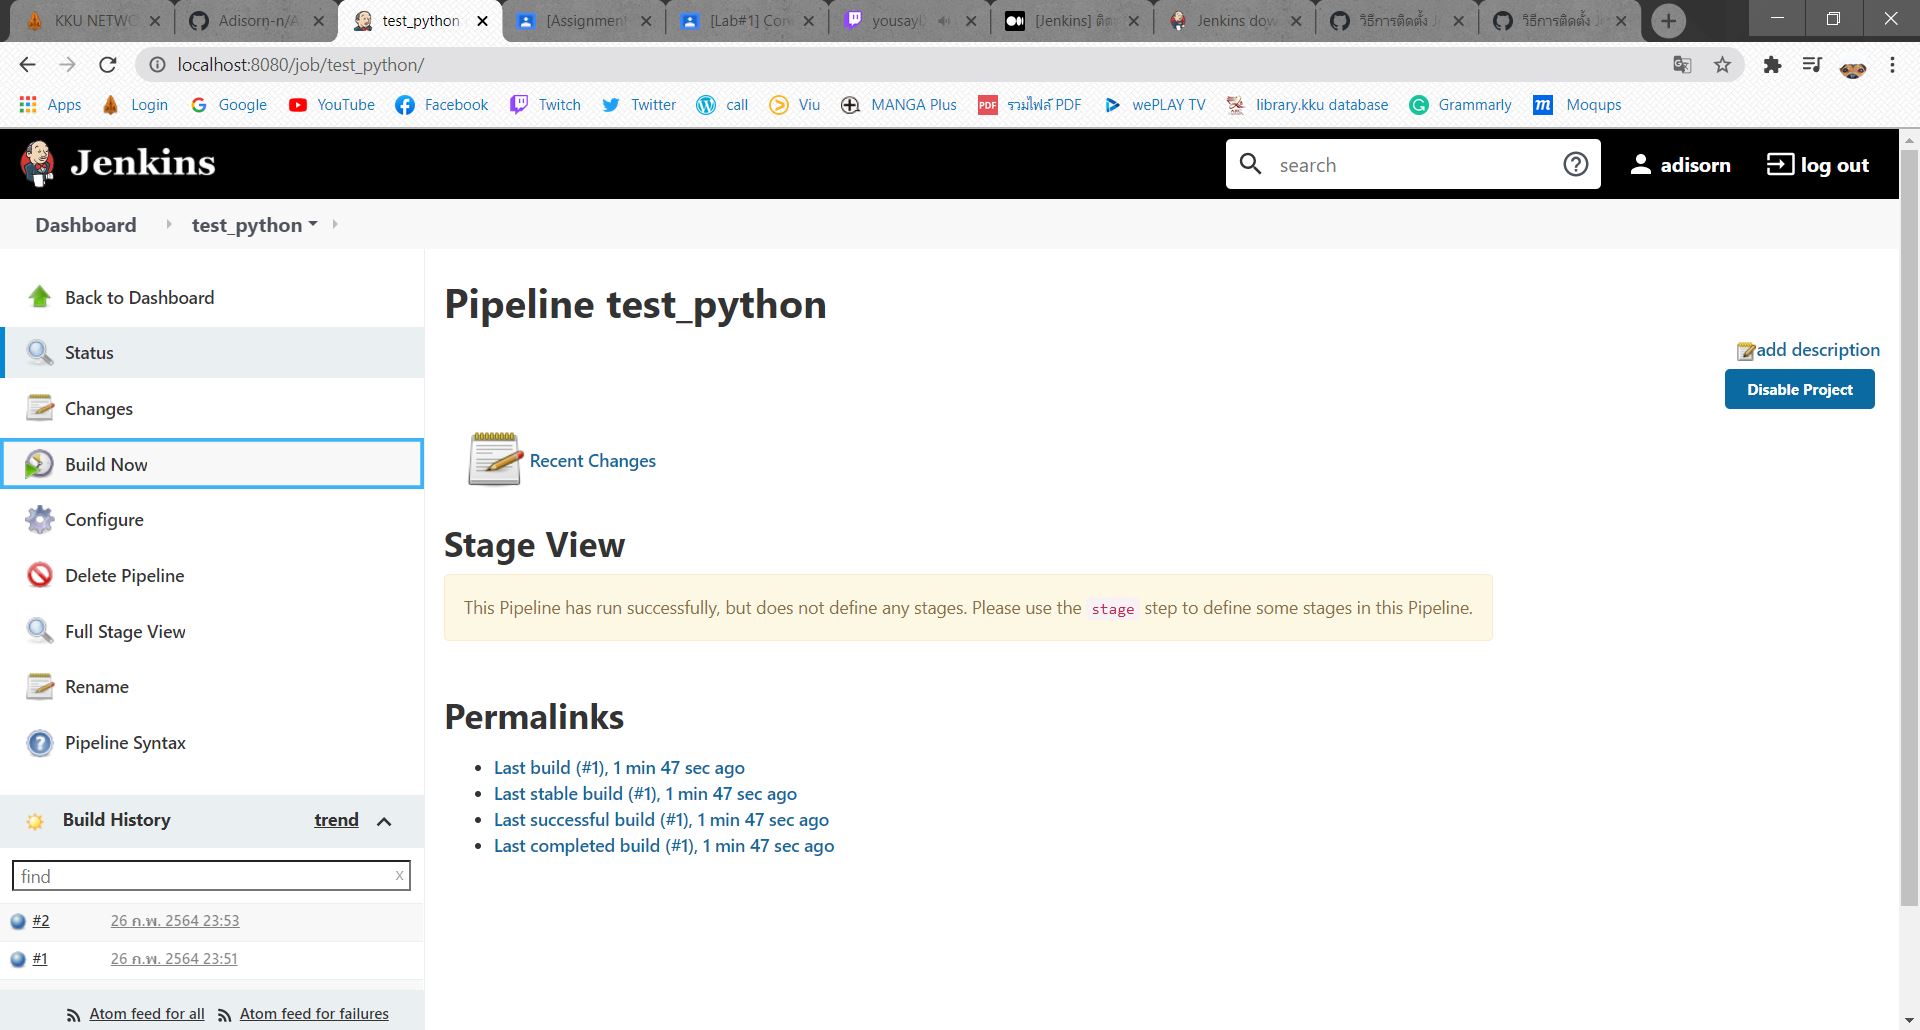 KKU NETWO
Adisorn-n/A
test_python
[Assignmen
[Lab#1] Con
yousayi
[Jenkins] ติดต
Jenkins dow
วิธีการติดตั้ง Je
วิธีการติดตั้ง Je
localhost:8080/job/test_python/
Apps Login Google YouTube Facebook Twitch Twitter call Viu MANGA Plus รวมไฟล์ PDF wePLAY TV library.kku database Grammarly Moqups
Jenkins
search
adisorn
log out
Dashboard
test_python
Back to Dashboard
Status
Changes
Build Now
Configure
Delete Pipeline
Full Stage View
Rename
Pipeline Syntax
Build History
trend
find
x
#2 26 ก.พ. 2564 23:53
#1 26 ก.พ. 2564 23:51
Atom feed for all Atom feed for failures
Pipeline test_python
add description
Disable Project
Recent Changes
Stage View
This Pipeline has run successfully, but does not define any stages. Please use the stage step to define some stages in this Pipeline.
Permalinks
Last build (#1), 1 min 47 sec ago
Last stable build (#1), 1 min 47 sec ago
Last successful build (#1), 1 min 47 sec ago
Last completed build (#1), 1 min 47 sec ago